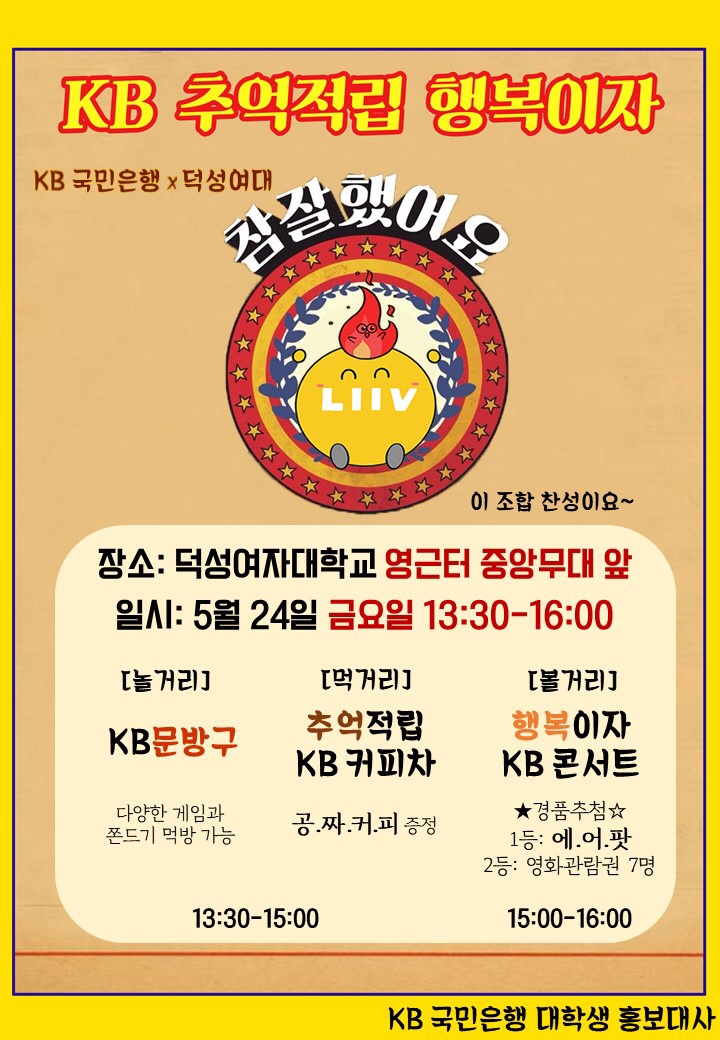 KB 추억적립 행복이자
KB 국민은행 x 덕성여대
참잘했어요
LIIV
이 조합 찬성이요~
장소: 덕성여자대학교 영근터 중앙무대 앞
일시: 5월 24일 금요일 13:30-16:00
[놀거리]
KB문방구
다양한 게임과
쫀드기 먹방 가능
[먹거리]
추억적립
KB 커피차
공.짜.커.피 증정
13:30-15:00
[볼거리]
행복이자
KB 콘서트
★경품추첨☆
1등: 에.어.팟
2등: 영화관람권 7명
15:00-16:00
KB 국민은행 대학생 홍보대사